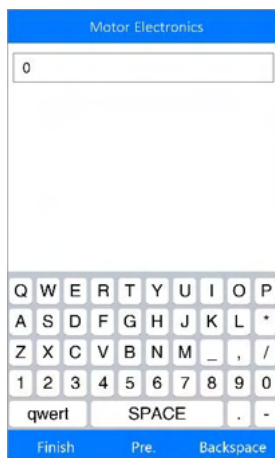 Motor Electronics
0
Q W E R T Y U I O P
A S D F G H J K L *
Z X C V B N M _ , /
1 2 3 4 5 6 7 8 9 0
qwert SPACE . -
Finish Pre. Backspace